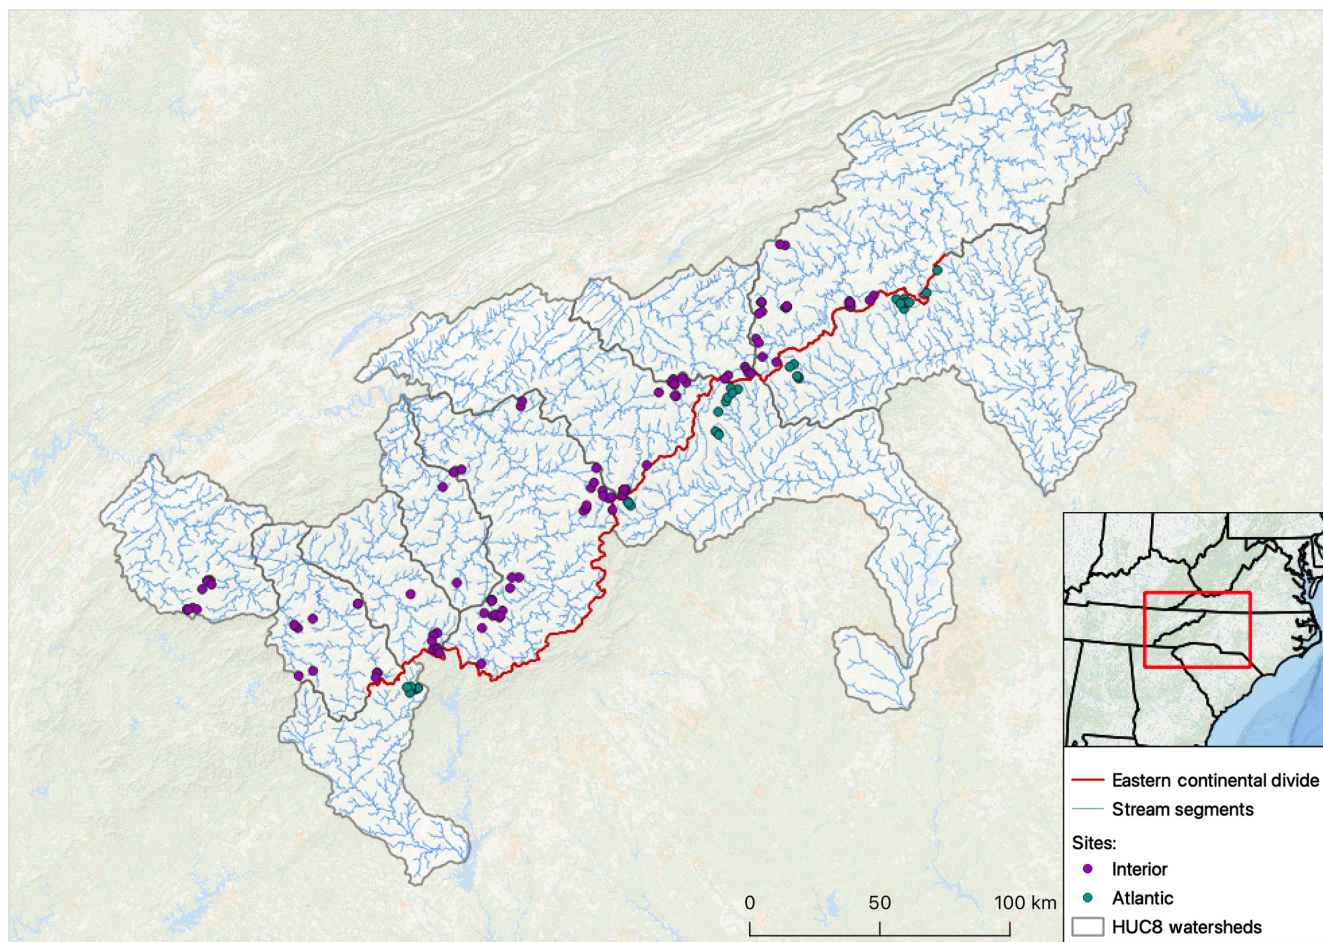 0
50
100 km
Eastern continental divide
Stream segments
Sites:
Interior
Atlantic
HUC8 watersheds